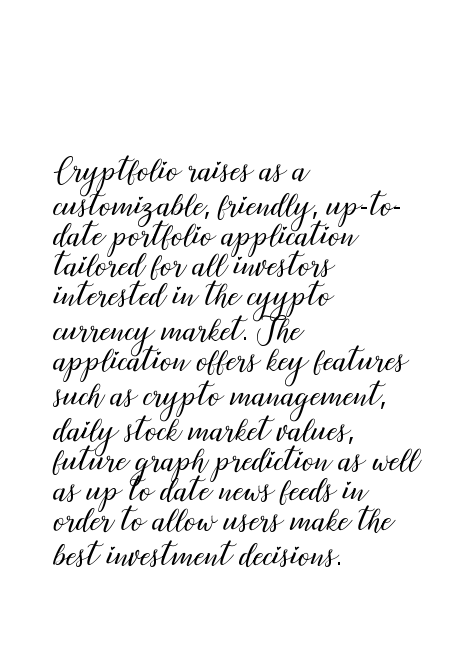 Cryptfolio raises as a
customizable, friendly, up-to-
date portfolio application
tailored for all investors
interested in the cyypto
currency market. The
application offers key features
such as crypto management,
daily stock market values,
future graph prediction as well
as up to date news feeds in
order to allow users make the
best investment decisions.